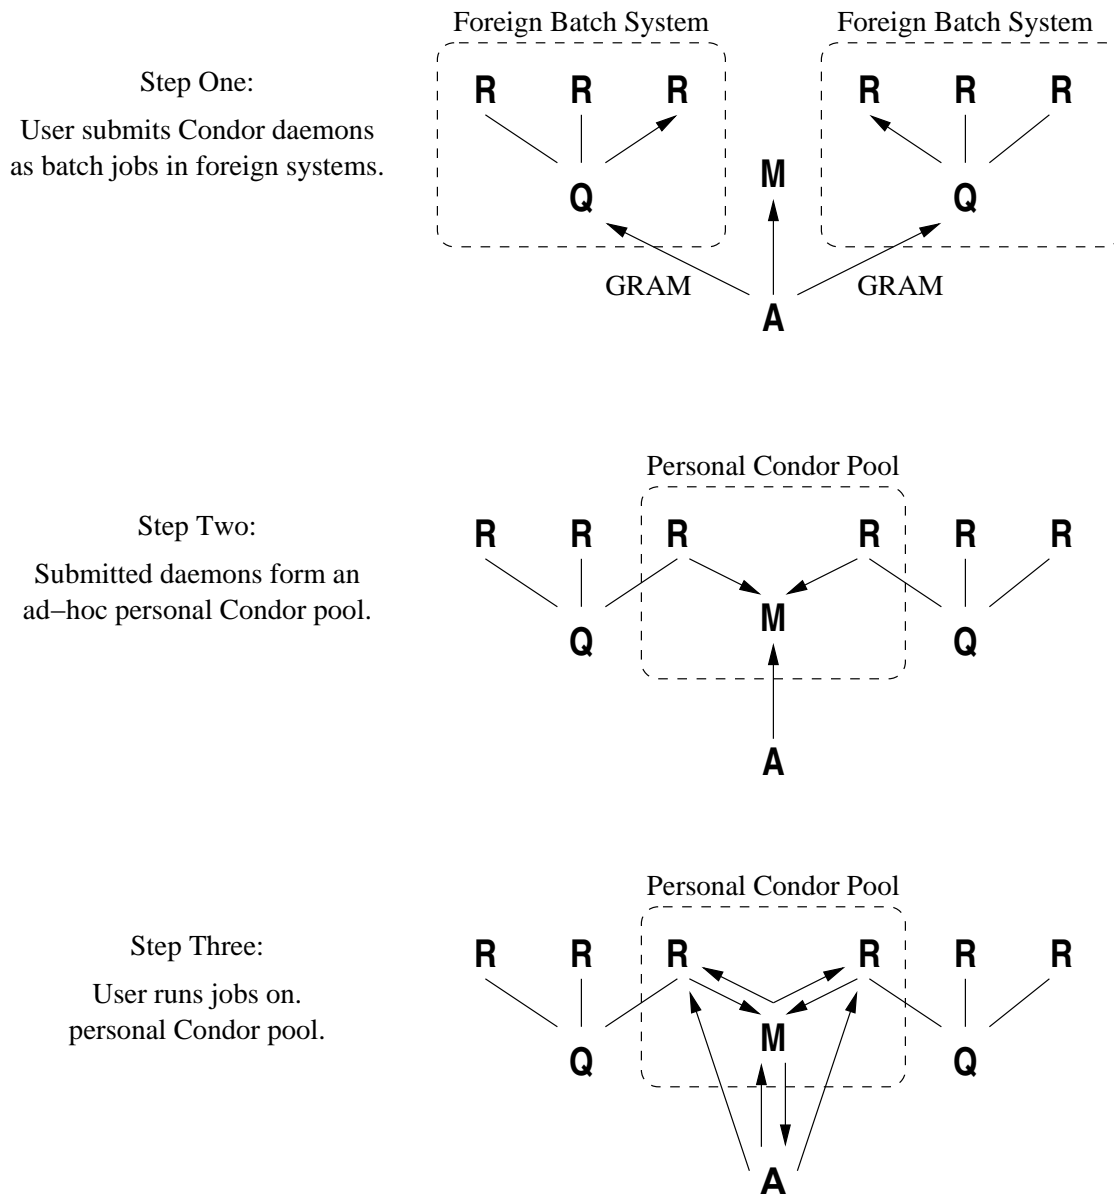 Foreign Batch System
Foreign Batch System
Step One:
User submits Condor daemons
as batch jobs in foreign systems.
R R R R R R
M
Q Q
GRAM GRAM
A
Personal Condor Pool
Step Two:
Submitted daemons form an
ad–hoc personal Condor pool.
R R R R R R
M
Q Q
A
Personal Condor Pool
Step Three:
User runs jobs on.
personal Condor pool.
R R R R R R
M
Q Q
A